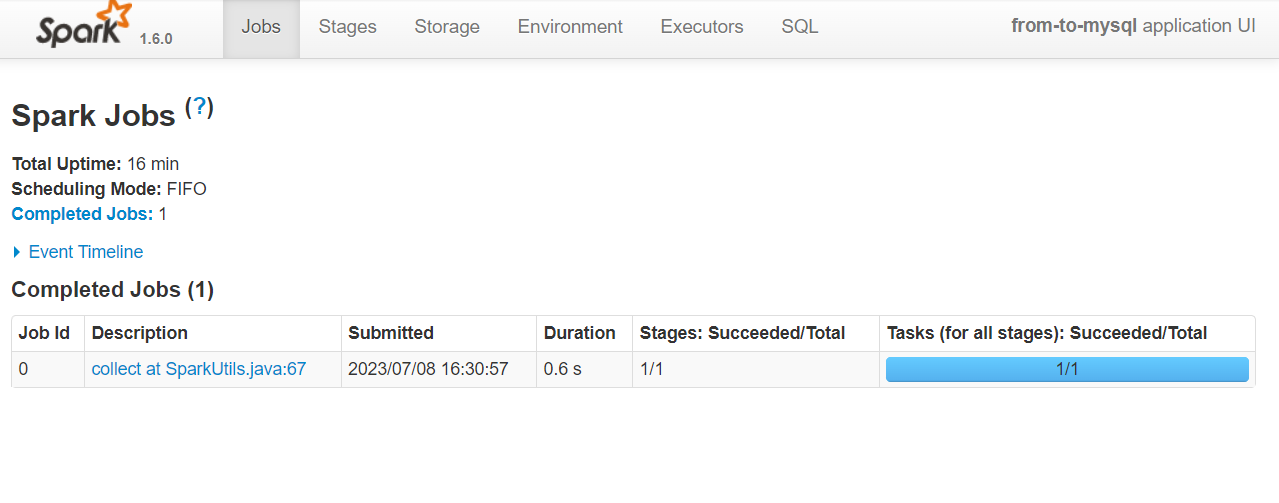 Spark 1.6.0 Jobs Stages Storage Environment Executors SQL from-to-mysql application UI
Spark Jobs (?)
Total Uptime: 16 min
Scheduling Mode: FIFO
Completed Jobs: 1
Event Timeline
Completed Jobs (1)
Job Id Description Submitted Duration Stages: Succeeded/Total Tasks (for all stages): Succeeded/Total
0 collect at SparkUtils.java:67 2023/07/08 16:30:57 0.6 s 1/1 1/1